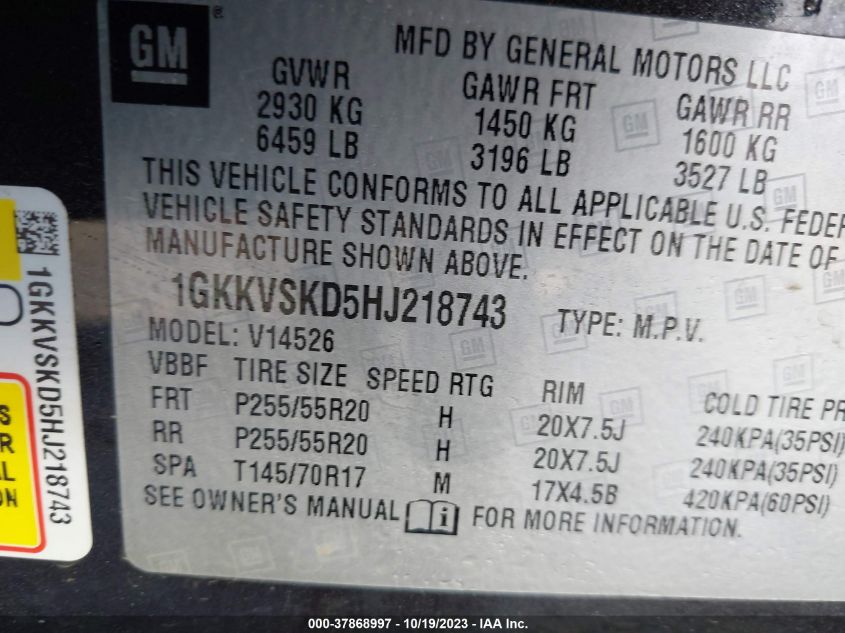 GM ®
MFD BY GENERAL MOTORS LLC
GVWR GAWR FRT GAWR RR
2930 KG 1450 KG 1600 KG
6459 LB 3196 LB 3527 LB
THIS VEHICLE CONFORMS TO ALL APPLICABLE U.S. FEDER
VEHICLE SAFETY STANDARDS IN EFFECT ON THE DATE OF
MANUFACTURE SHOWN ABOVE.
1GKKVSKD5HJ218743 TYPE: M.P.V.
MODEL: V14526
VBBF TIRE SIZE SPEED RTG RIM COLD TIRE PR
FRT P255/55R20 H 20X7.5J 240KPA(35PSI)
RR P255/55R20 H 20X7.5J 240KPA(35PSI)
SPA T145/70R17 M 17X4.5B 420KPA(60PSI)
SEE OWNER'S MANUAL i FOR MORE INFORMATION.
1GKKVSKD5HJ218743
S
R
AL
ON
000-37868997 - 10/19/2023 - IAA Inc.